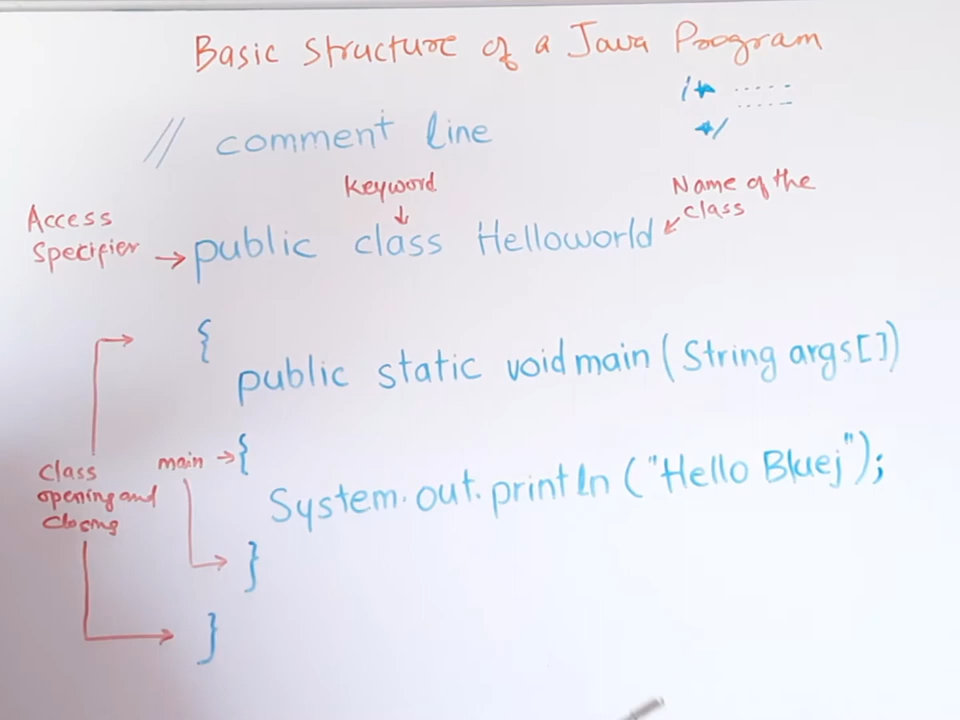 Basic Structure of a Java Program
/* .....
.....
*/
// comment line
Keyword
Name of the
class
Access
Specifier
public class Helloworld
{
public static void main (String args[])
Class
opening and
closing
main
{
System.out.println ("Hello Bluej");
}
}